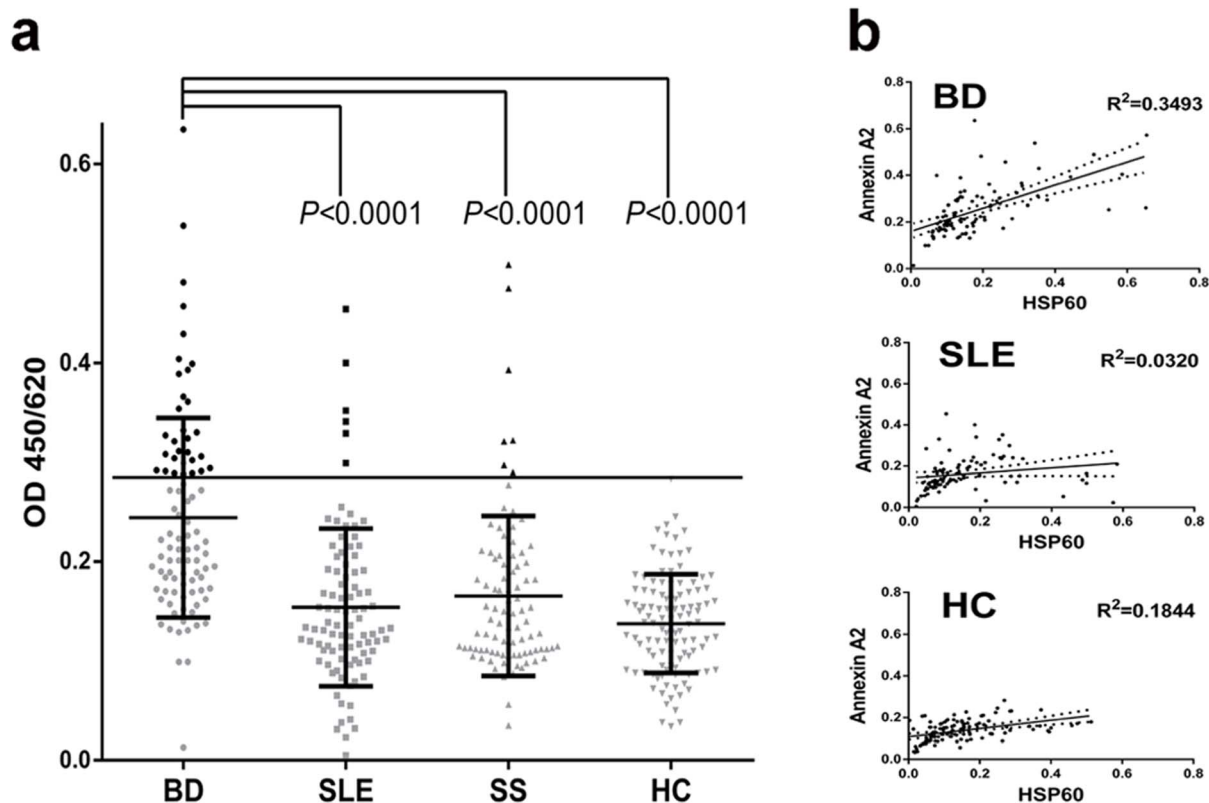 a
P<0.0001 P<0.0001 P<0.0001
OD 450/620
0.6
0.4
0.2
0.0
BD SLE SS HC
b
BD
R²=0.3493
Annexin A2
0.8
0.6
0.4
0.2
0.0
0.0 0.2 0.4 0.6 0.8
HSP60
SLE
R²=0.0320
Annexin A2
0.8
0.6
0.4
0.2
0.0
0.0 0.2 0.4 0.6 0.8
HSP60
HC
R²=0.1844
Annexin A2
0.8
0.6
0.4
0.2
0.0
0.0 0.2 0.4 0.6 0.8
HSP60